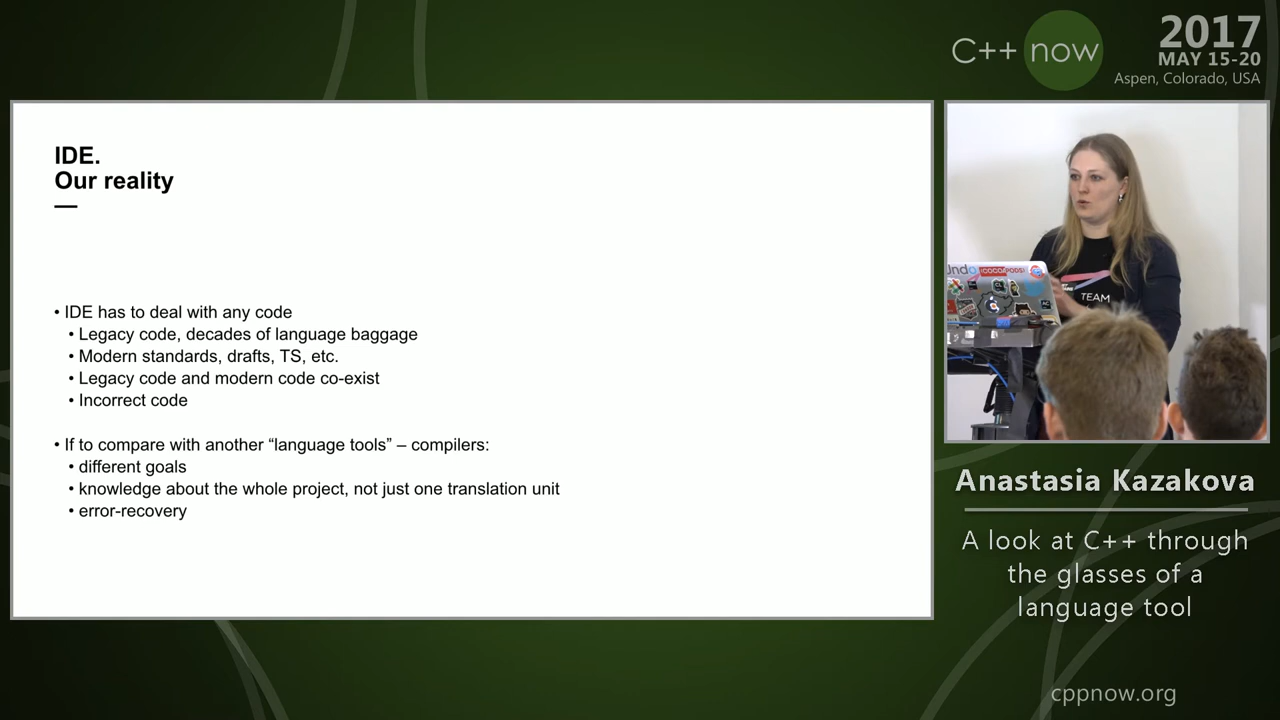 C++ now
2017
MAY 15-20
Aspen, Colorado, USA
IDE.
Our reality
• IDE has to deal with any code
• Legacy code, decades of language baggage
• Modern standards, drafts, TS, etc.
• Legacy code and modern code co-exist
• Incorrect code
• If to compare with another “language tools” – compilers:
• different goals
• knowledge about the whole project, not just one translation unit
• error-recovery
TEAM
Anastasia Kazakova
A look at C++ through
the glasses of a
language tool
cppnow.org